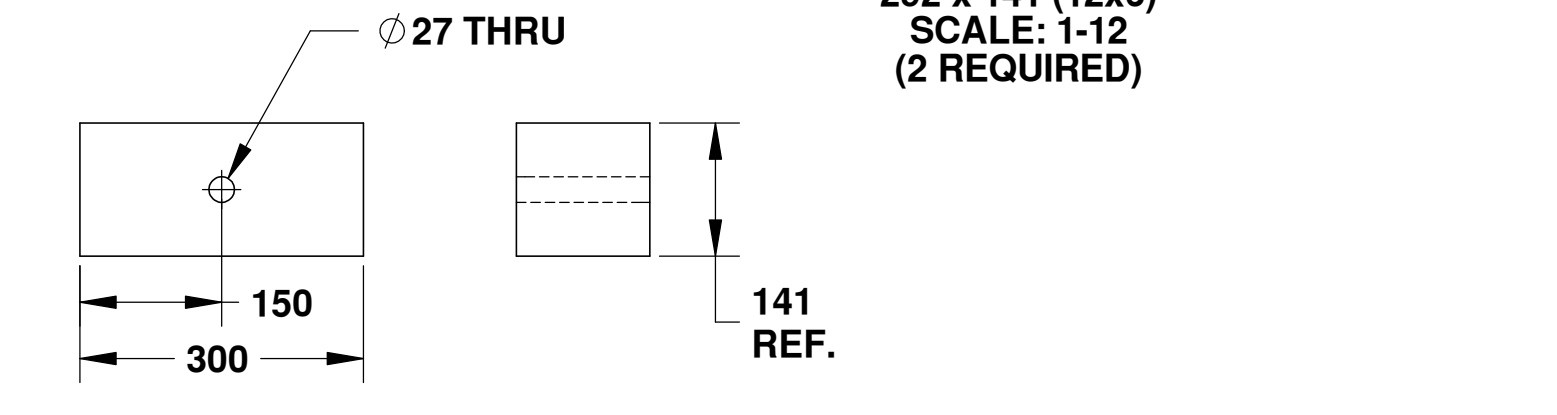 ⌀27 THRU
SCALE: 1-12
(2 REQUIRED)
150
300
141
REF.